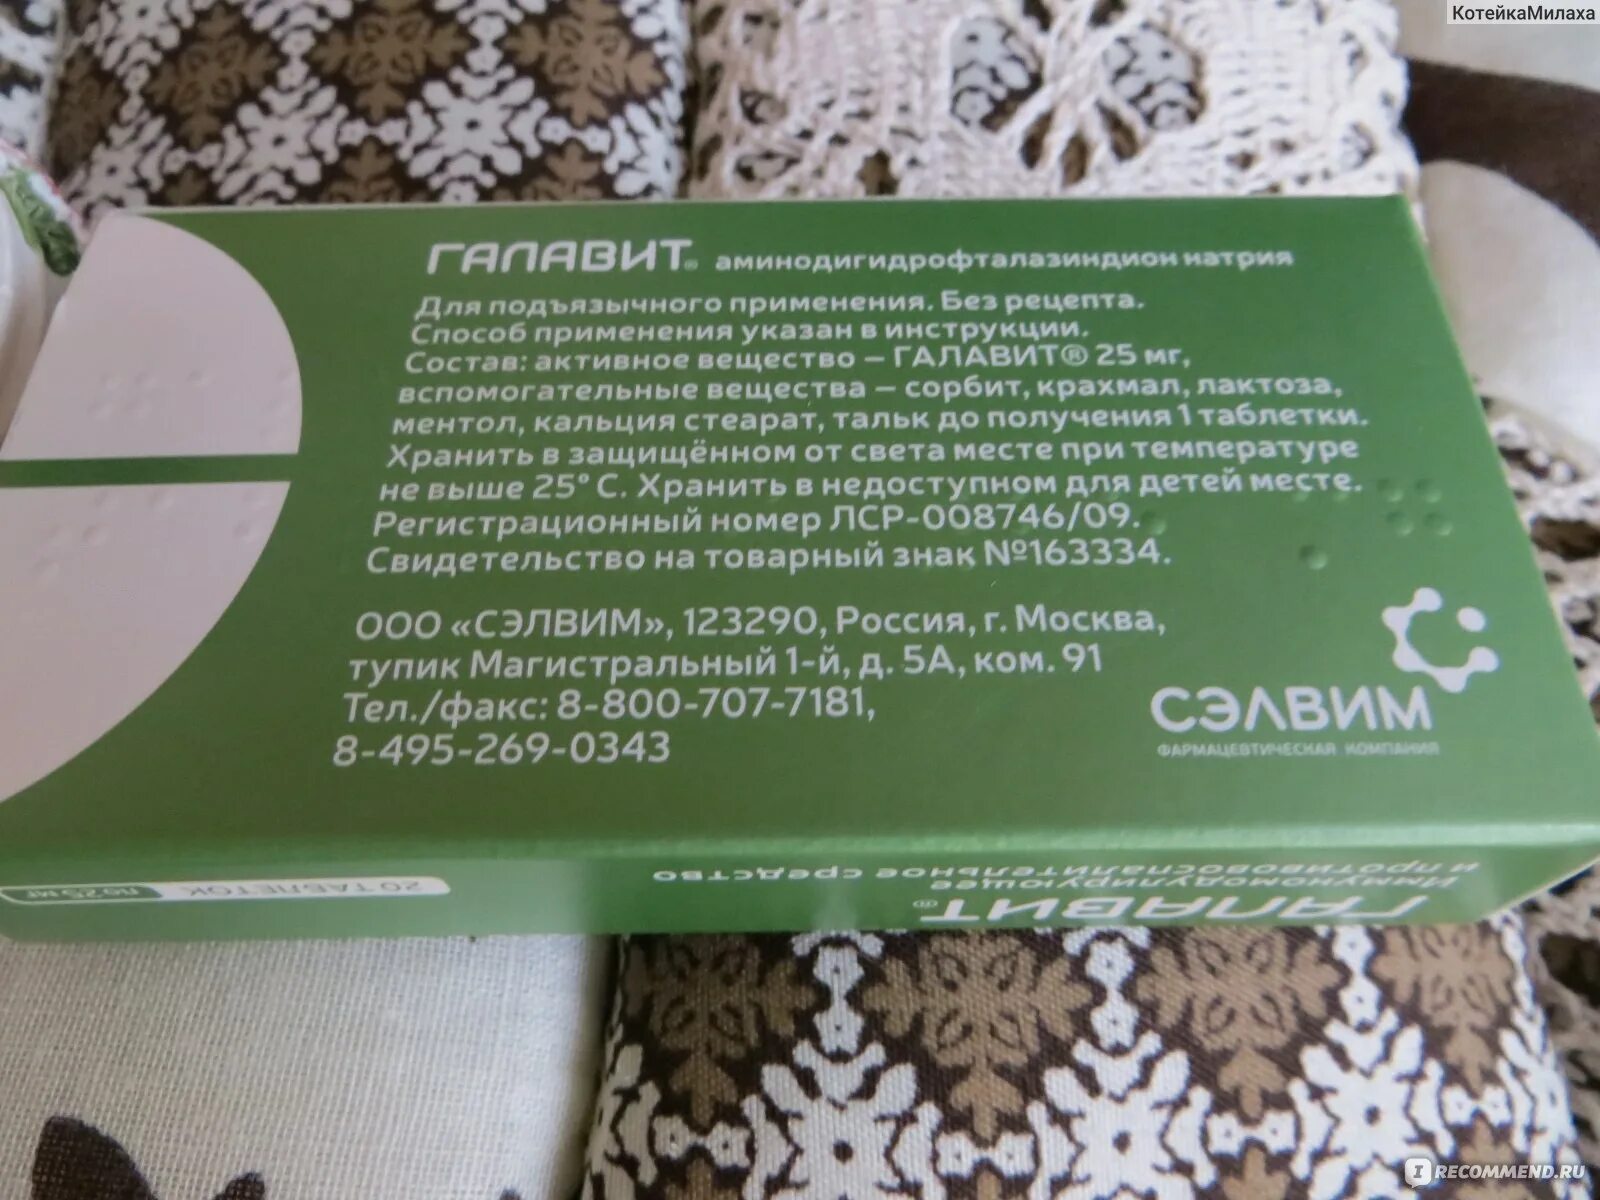 КотейкаМилаха
ГАЛАВИТ® аминодигидрофталазиндион натрия
Для подъязычного применения. Без рецепта.
Способ применения указан в инструкции.
Состав: активное вещество – ГАЛАВИТ® 25 мг,
вспомогательные вещества – сорбит, крахмал, лактоза,
ментол, кальция стеарат, тальк до получения 1 таблетки.
Хранить в защищённом от света месте при температуре
не выше 25° С. Хранить в недоступном для детей месте.
Регистрационный номер ЛСР-008746/09.
Свидетельство на товарный знак №163334.
ООО «СЭЛВИМ», 123290, Россия, г. Москва,
тупик Магистральный 1-й, д. 5А, ком. 91
Тел./факс: 8-800-707-7181,
8-495-269-0343
СЭЛВИМ
ФАРМАЦЕВТИЧЕСКАЯ КОМПАНИЯ
ГАЛАВИТ®
Иммуномодулирующее
и противовоспалительное средство
20 ТАБЛЕТОК по 25 мг
IRECOMMEND.RU